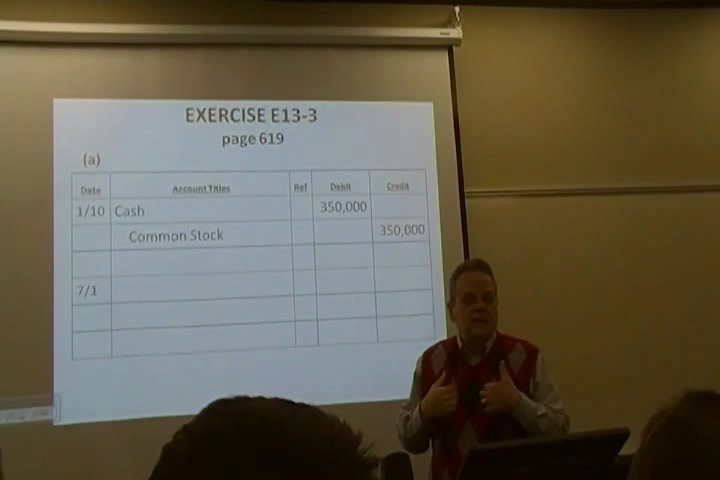 EXERCISE E13-3
page 619
(a)
Date Account Titles Ref Debit Credit
1/10 Cash 350,000
Common Stock 350,000
7/1